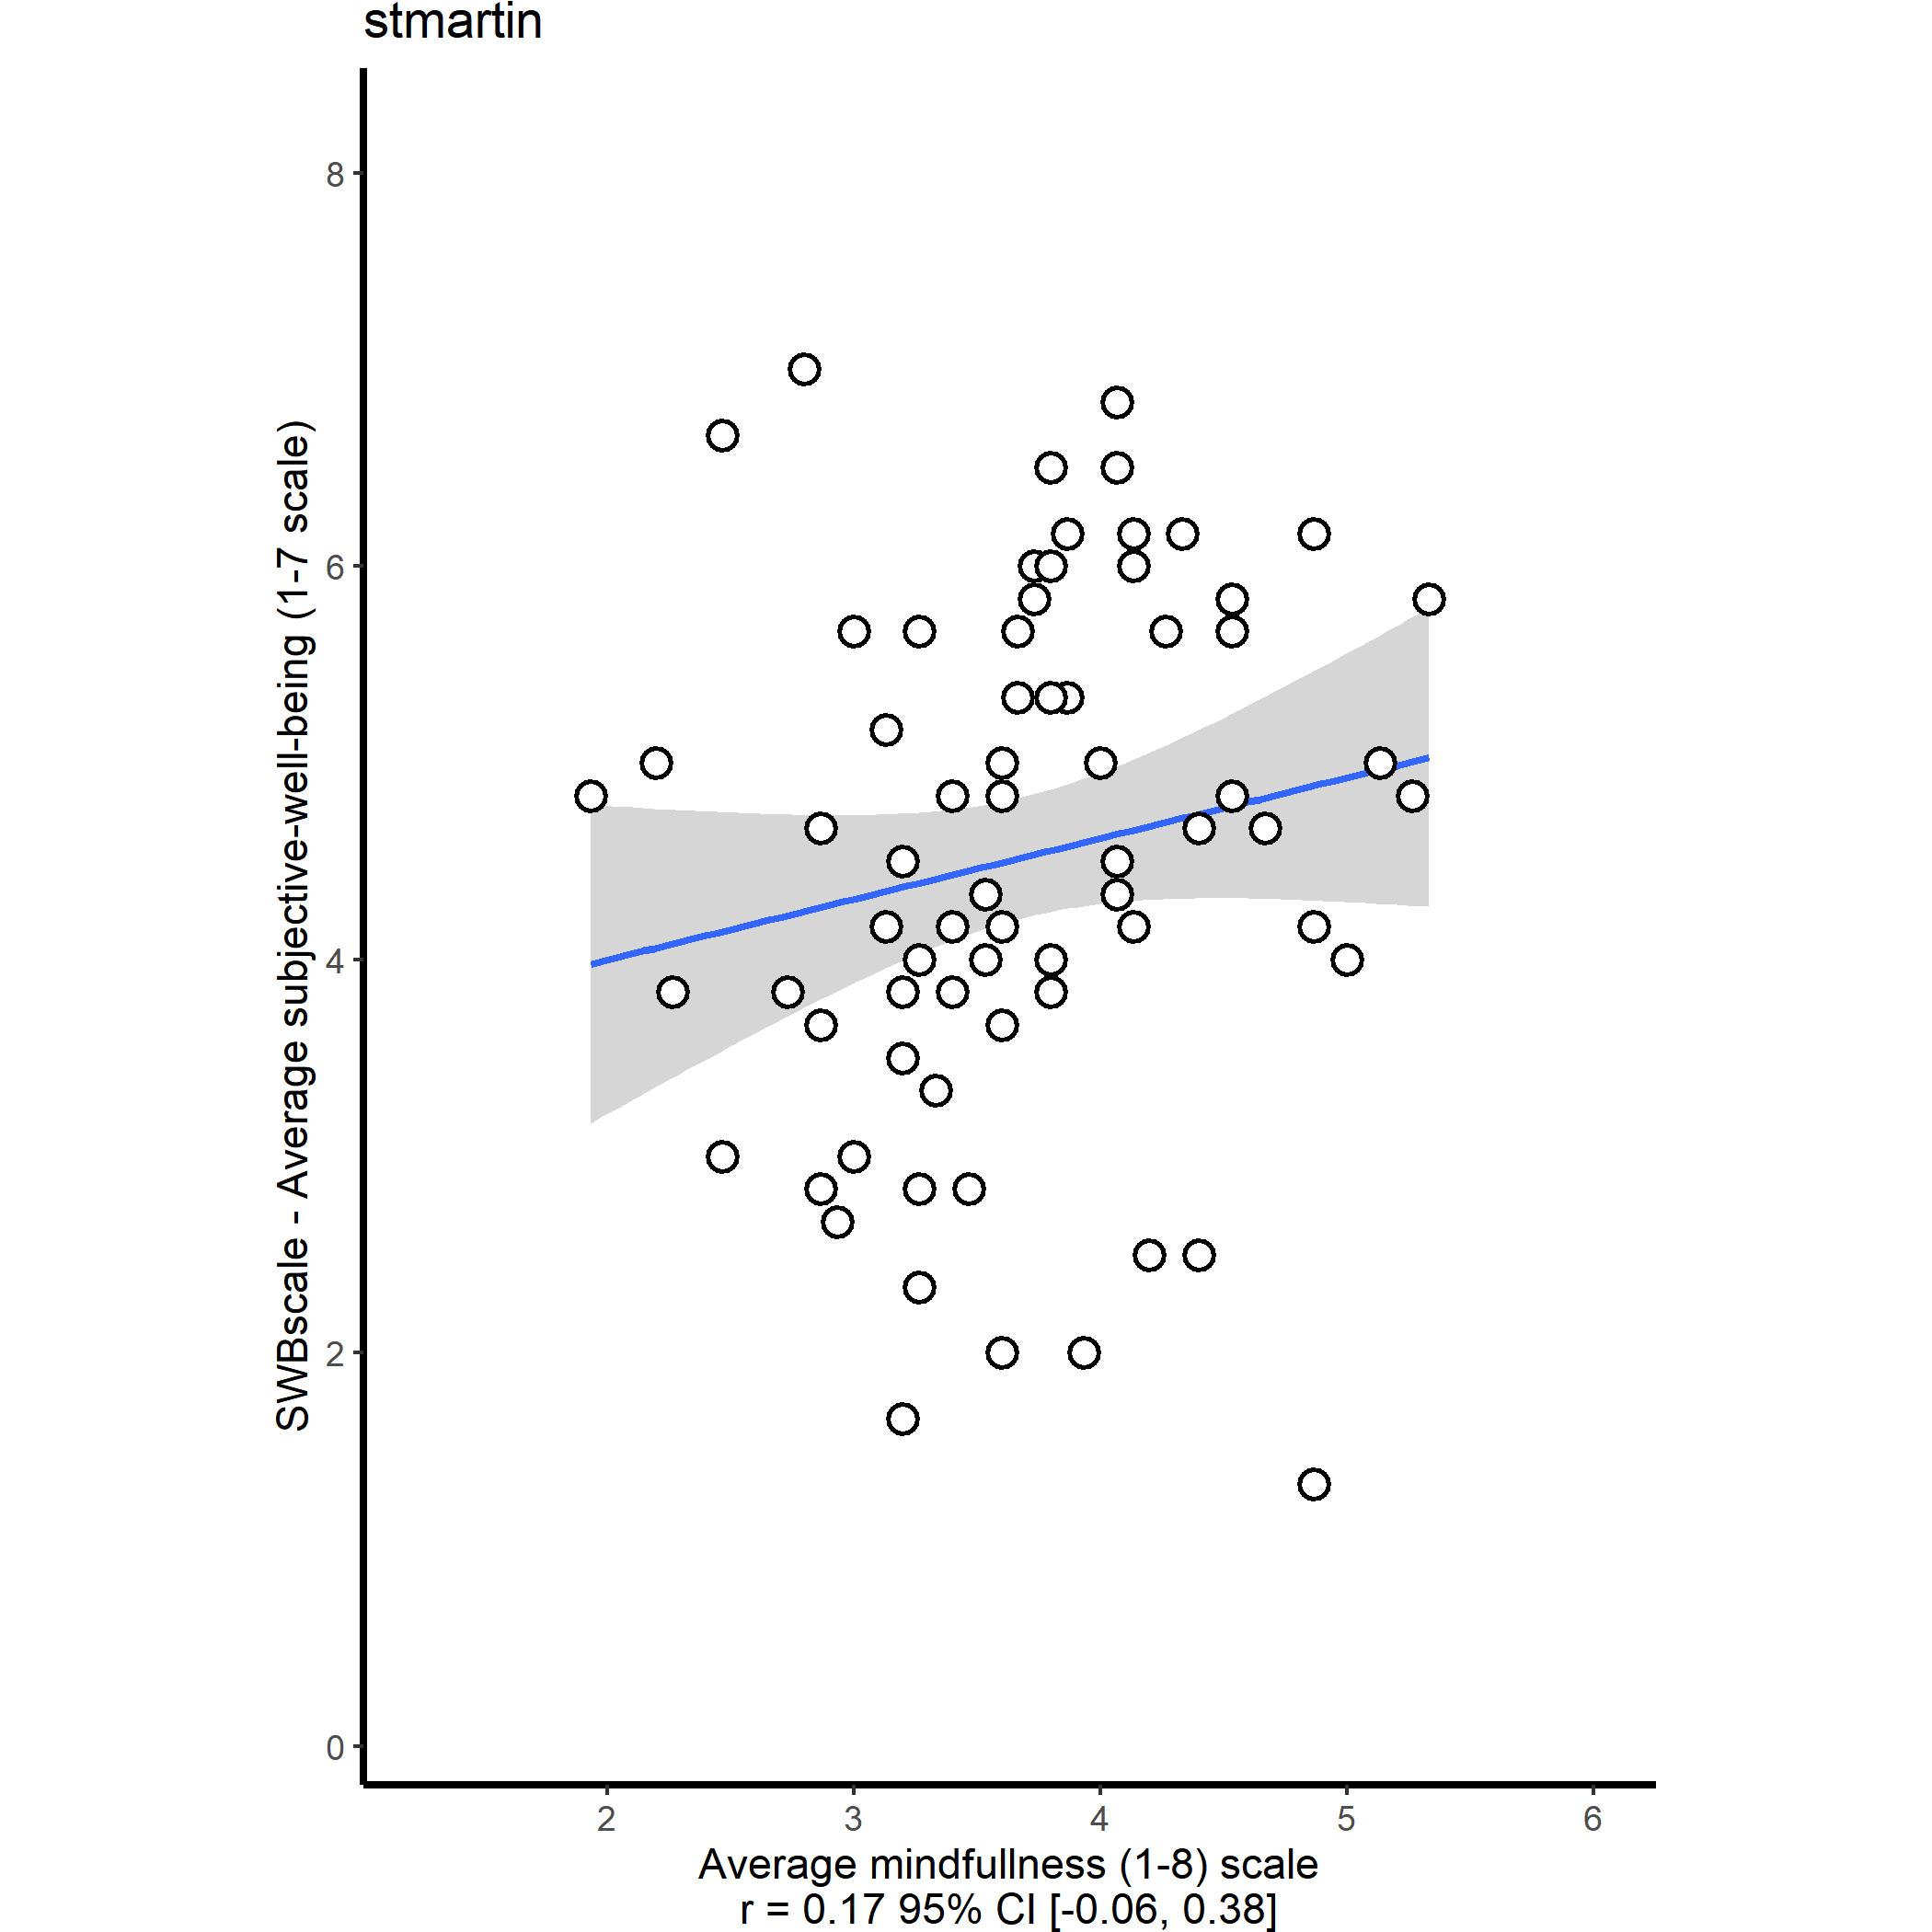 stmartin
SWBscale - Average subjective-well-being (1-7 scale)
8
6
4
2
0
2
3
4
5
6
Average mindfullness (1-8) scale
r = 0.17 95% CI [-0.06, 0.38]